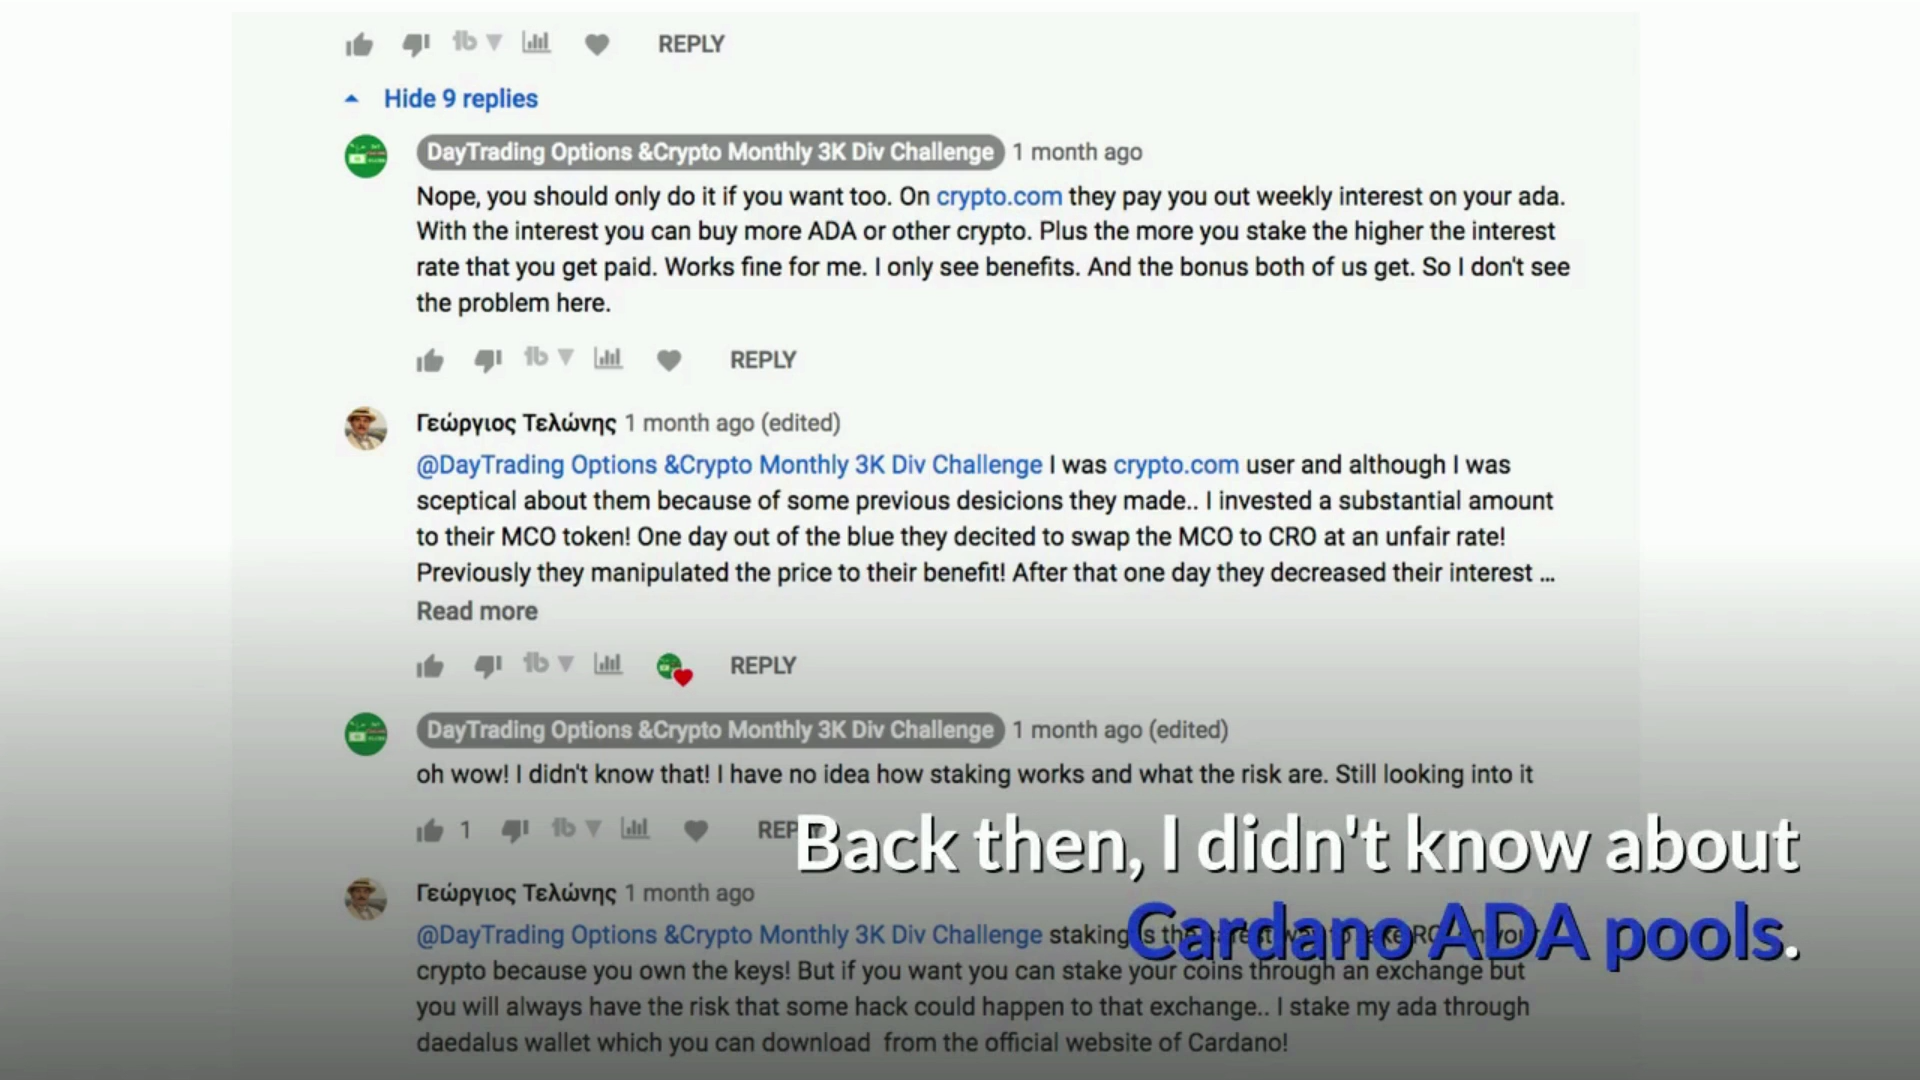 REPLY
Hide 9 replies
DayTrading Options &Crypto Monthly 3K Div Challenge 1 month ago
Nope, you should only do it if you want too. On crypto.com they pay you out weekly interest on your ada.
With the interest you can buy more ADA or other crypto. Plus the more you stake the higher the interest
rate that you get paid. Works fine for me. I only see benefits. And the bonus both of us get. So I don't see
the problem here.
REPLY
Γεώργιος Τελώνης 1 month ago (edited)
@DayTrading Options &Crypto Monthly 3K Div Challenge I was crypto.com user and although I was
sceptical about them because of some previous desicions they made.. I invested a substantial amount
to their MCO token! One day out of the blue they decited to swap the MCO to CRO at an unfair rate!
Previously they manipulated the price to their benefit! After that one day they decreased their interest ...
Read more
REPLY
DayTrading Options &Crypto Monthly 3K Div Challenge 1 month ago (edited)
oh wow! I didn't know that! I have no idea how staking works and what the risk are. Still looking into it
1 REPLY
Back then, I didn't know about
Γεώργιος Τελώνης 1 month ago
Cardano ADA pools.
@DayTrading Options &Crypto Monthly 3K Div Challenge staking
crypto because you own the keys! But if you want you can stake your coins through an exchange but
you will always have the risk that some hack could happen to that exchange.. I stake my ada through
daedalus wallet which you can download from the official website of Cardano!